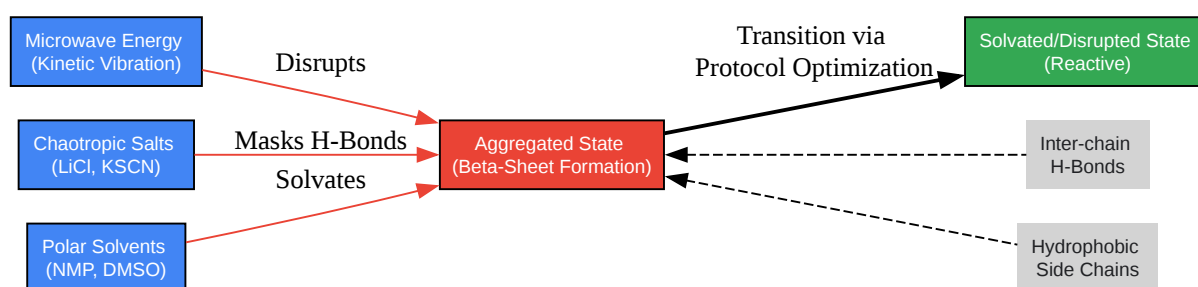 Microwave Energy
(Kinetic Vibration)
Disrupts
Transition via
Protocol Optimization
Solvated/Disrupted State
(Reactive)
Chaotropic Salts
(LiCl, KSCN)
Masks H-Bonds
Solvates
Aggregated State
(Beta-Sheet Formation)
Inter-chain
H-Bonds
Polar Solvents
(NMP, DMSO)
Hydrophobic
Side Chains